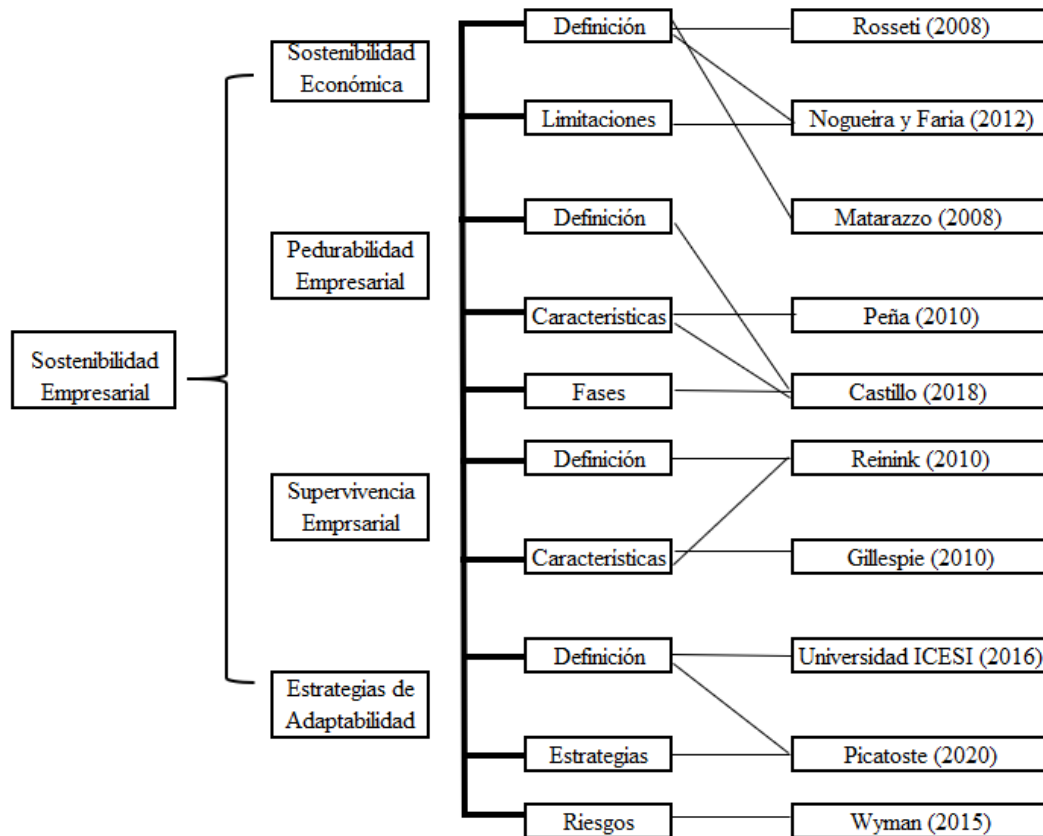 Sostenibilidad
Empresarial
Sostenibilidad
Económica
Pedurabilidad
Empresarial
Supervivencia
Emprsarial
Estrategias de
Adaptabilidad
Definición
Limitaciones
Definición
Características
Fases
Definición
Características
Definición
Estrategias
Riesgos
Rosseti (2008)
Nogueira y Faria (2012)
Matarazzo (2008)
Peña (2010)
Castillo (2018)
Reinink (2010)
Gillespie (2010)
Universidad ICESI (2016)
Picatoste (2020)
Wyman (2015)